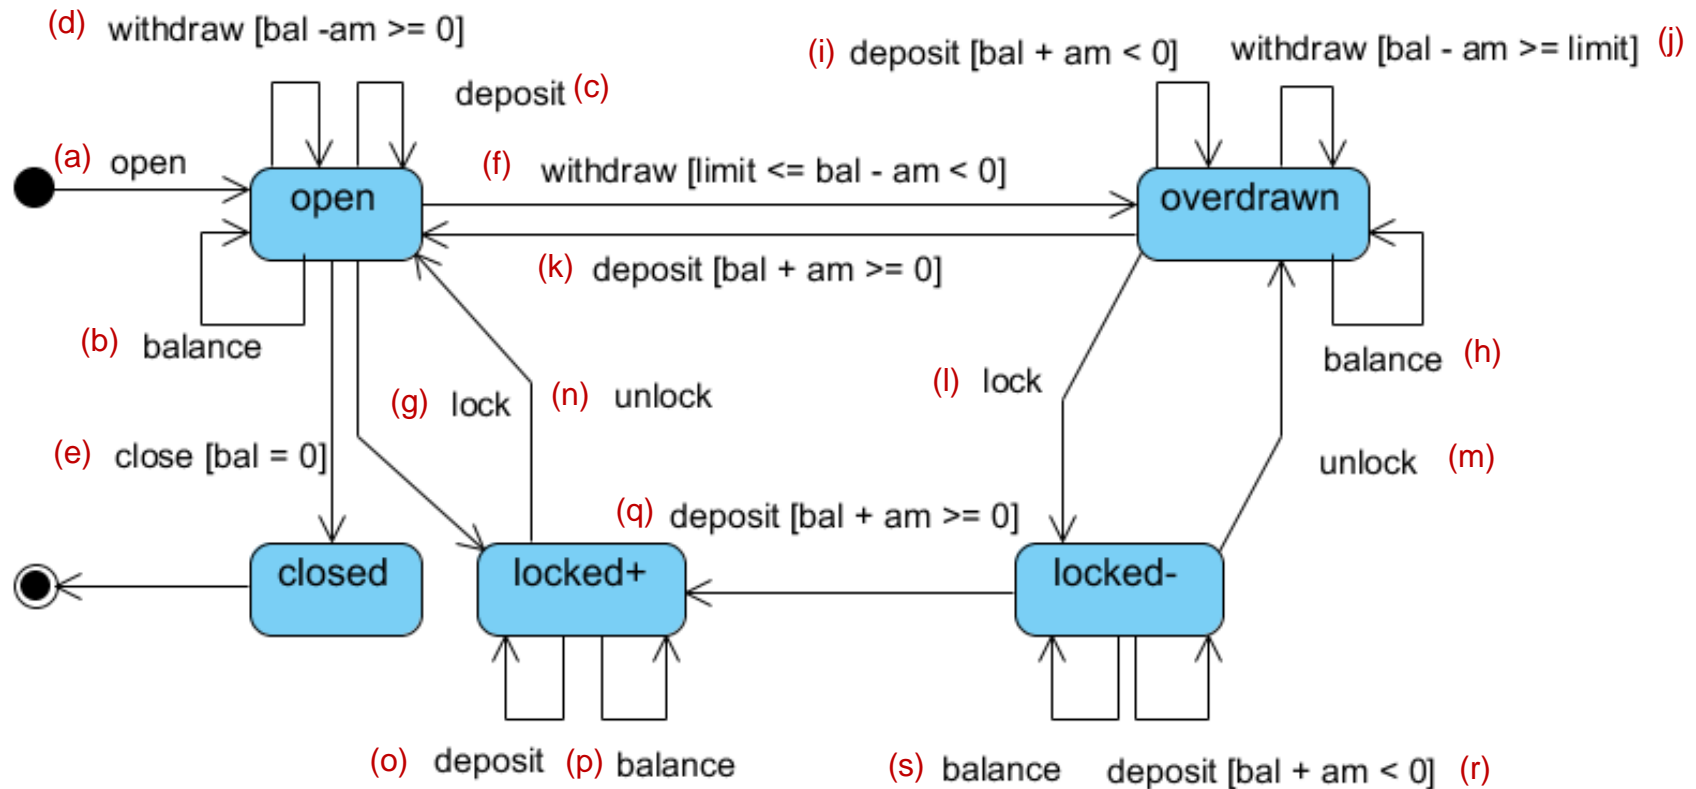 (d) withdraw [bal -am >= 0]
(i) deposit [bal + am < 0]
withdraw [bal - am >= limit] (j)
deposit (c)
(a) open
(f) withdraw [limit <= bal - am < 0]
open
overdrawn
(k) deposit [bal + am >= 0]
(b) balance
balance (h)
(g) lock
(n) unlock
(l) lock
(e) close [bal = 0]
unlock (m)
(q) deposit [bal + am >= 0]
closed
locked+
locked-
(o) deposit
(p) balance
(s) balance
deposit [bal + am < 0] (r)